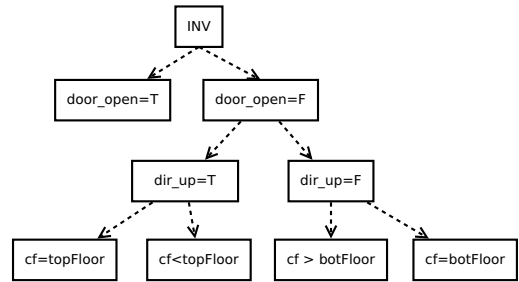 INV
door_open=T
door_open=F
dir_up=T
dir_up=F
cf=topFloor
cf<topFloor
cf > botFloor
cf=botFloor